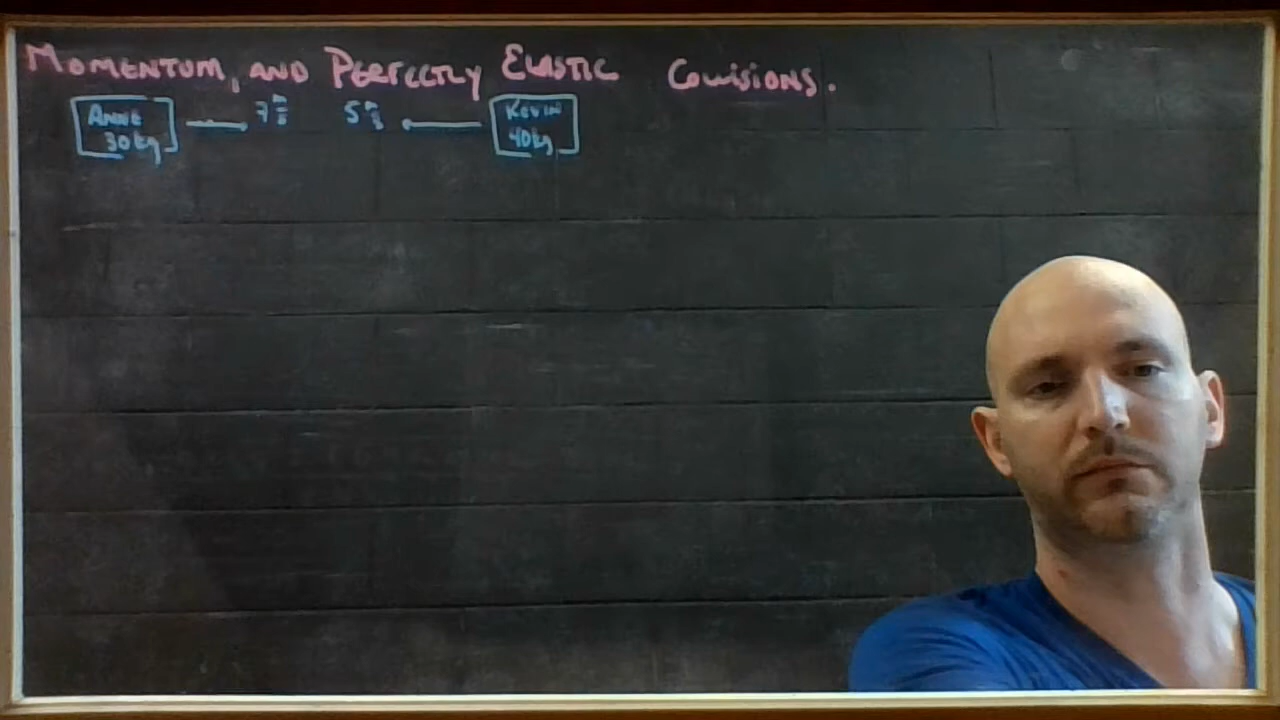 MOMENTUM, AND PERFECTLY ELASTIC COLLISIONS.
ANNE 7 m/s 5 m/s KEVIN
30kg 40kg